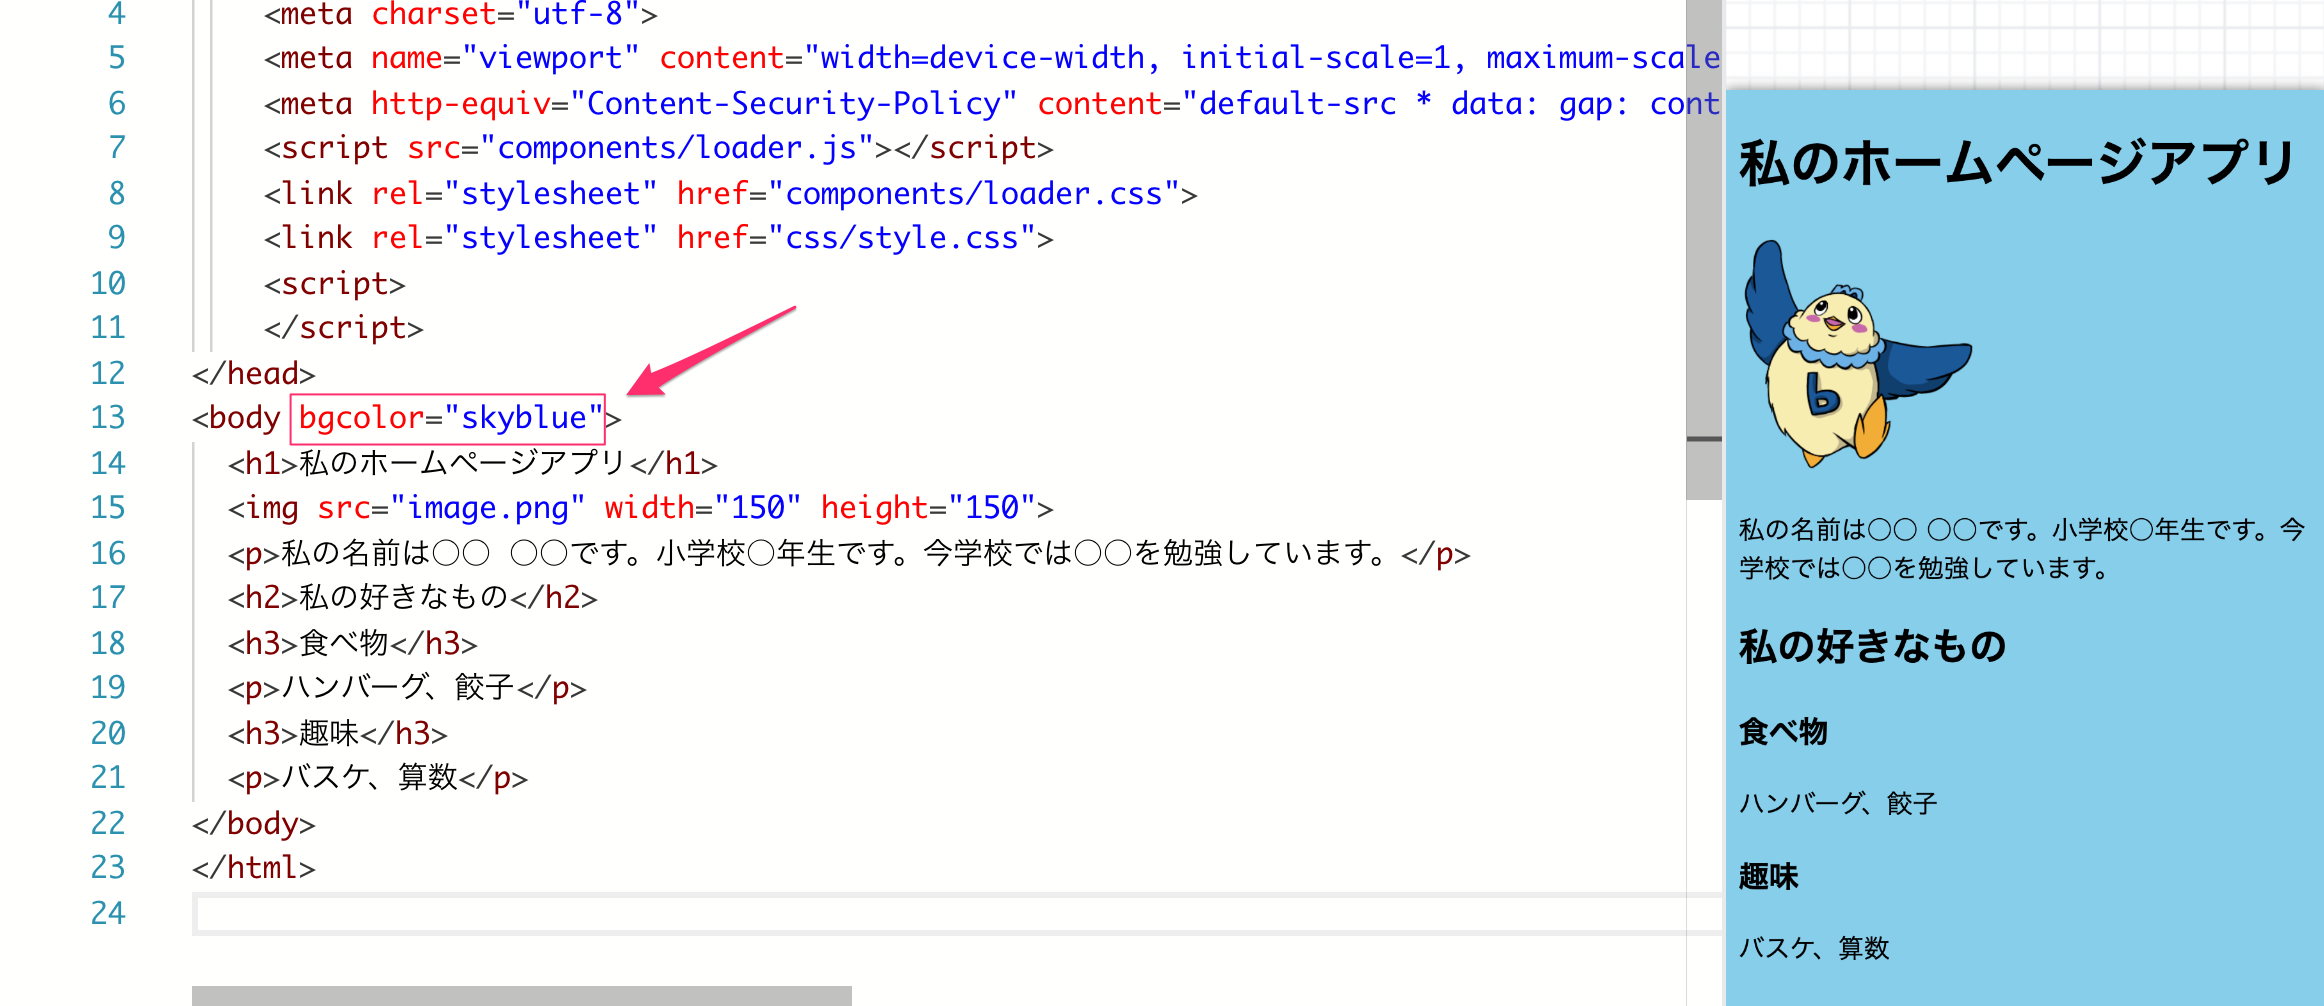 4 <meta charset="utf-8">
5 <meta name="viewport" content="width=device-width, initial-scale=1, maximum-scale
6 <meta http-equiv="Content-Security-Policy" content="default-src * data: gap: cont
7 <script src="components/loader.js"></script>
8 <link rel="stylesheet" href="components/loader.css">
9 <link rel="stylesheet" href="css/style.css">
10 <script>
11 </script>
12 </head>
13 <body bgcolor="skyblue">
14 <h1>私のホームページアプリ</h1>
15 <img src="image.png" width="150" height="150">
16 <p>私の名前は○○ ○○です。小学校○年生です。今学校では○○を勉強しています。</p>
17 <h2>私の好きなもの</h2>
18 <h3>食べ物</h3>
19 <p>ハンバーグ、餃子</p>
20 <h3>趣味</h3>
21 <p>バスケ、算数</p>
22 </body>
23 </html>
24
私のホームページアプリ
b
私の名前は○○ ○○です。小学校○年生です。今
学校では○○を勉強しています。
私の好きなもの
食べ物
ハンバーグ、餃子
趣味
バスケ、算数